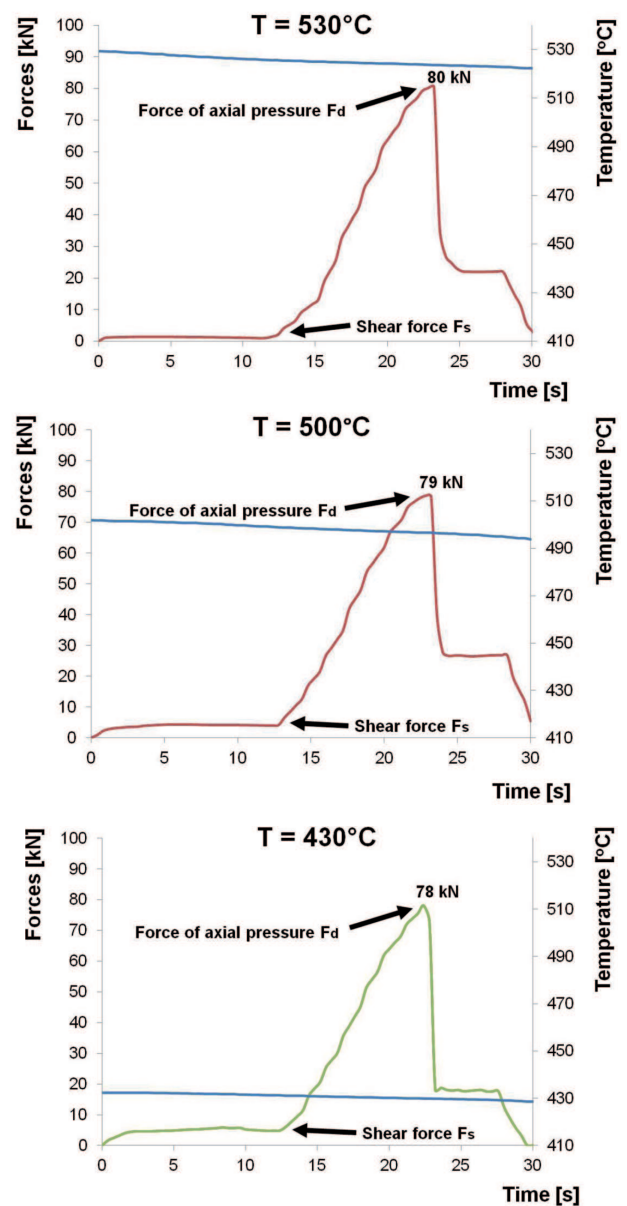 T = 530°C
Forces [kN]
Temperature [°C]
100
90
80
70
60
50
40
30
20
10
0
530
510
490
470
450
430
410
80 kN
Force of axial pressure Fd
Shear force Fs
0 5 10 15 20 25 30
Time [s]
T = 500°C
Forces [kN]
Temperature [°C]
100
90
80
70
60
50
40
30
20
10
0
530
510
490
470
450
430
410
79 kN
Force of axial pressure Fd
Shear force Fs
0 5 10 15 20 25 30
Time [s]
T = 430°C
Forces [kN]
Temperature [°C]
100
90
80
70
60
50
40
30
20
10
0
530
510
490
470
450
430
410
78 kN
Force of axial pressure Fd
Shear force Fs
0 5 10 15 20 25 30
Time [s]